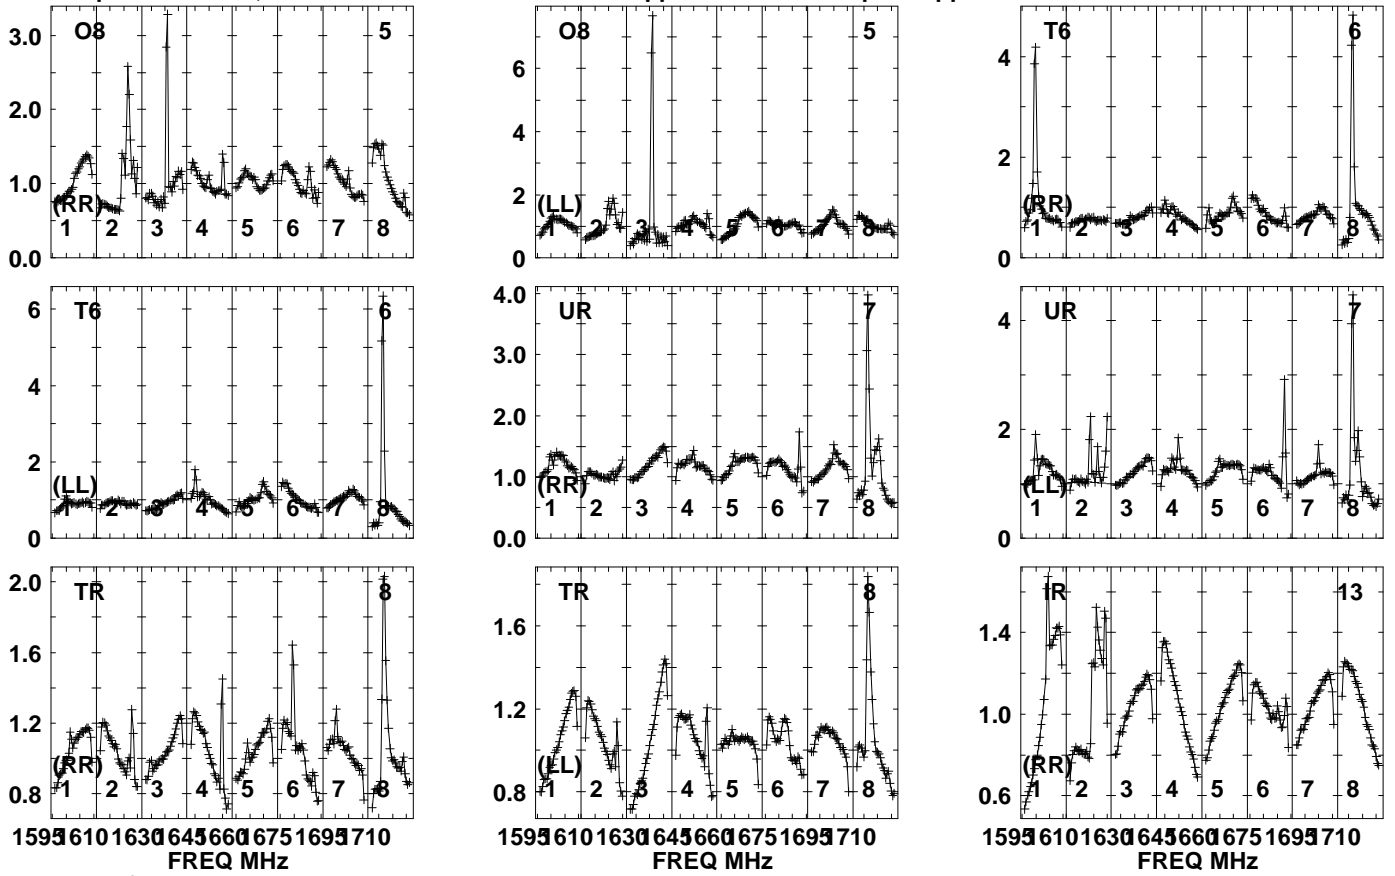 O8 5
3.0
2.0
1.0
0.0
(RR)
1 2 3 4 5 6 7 8
O8 5
6
4
2
0
(LL)
1 2 3 4 5 6 7 8
T6 6
4
2
0
(RR)
1 2 3 4 5 6 7 8
T6 6
6
4
2
0
(LL)
1 2 3 4 5 6 7 8
UR 7
4.0
3.0
2.0
1.0
0.0
(RR)
1 2 3 4 5 6 7 8
UR 7
4
2
0
(LL)
1 2 3 4 5 6 7 8
TR 8
2.0
1.6
1.2
0.8
(RR)
1 2 3 4 5 6 7 8
1595 1610 1630 1645 1660 1675 1695 1710
FREQ MHz
TR 8
1.6
1.2
0.8
(LL)
1 2 3 4 5 6 7 8
1595 1610 1630 1645 1660 1675 1695 1710
FREQ MHz
IR 13
1.4
1.0
0.6
(RR)
1 2 3 4 5 6 7 8
1595 1610 1630 1645 1660 1675 1695 1710
FREQ MHz